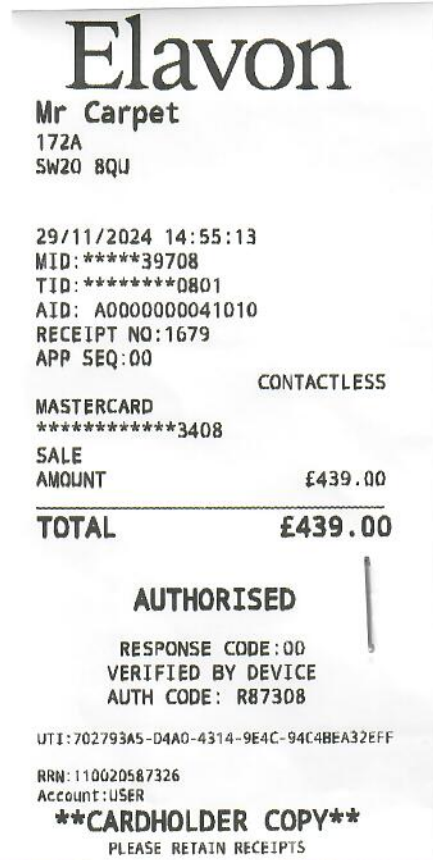 Elavon
Mr Carpet
172A
SW20 8QU
29/11/2024 14:55:13
MID:*****39708
TID:********0801
AID: A0000000041010
RECEIPT NO:1679
APP SEQ:00
CONTACTLESS
MASTERCARD
************3408
SALE
AMOUNT £439.00
TOTAL £439.00
AUTHORISED
RESPONSE CODE:00
VERIFIED BY DEVICE
AUTH CODE: R87308
UTI:702793A5-D4A0-4314-9E4C-94C4BEA32EFF
RRN:110020587326
Account:USER
**CARDHOLDER COPY**
PLEASE RETAIN RECEIPTS